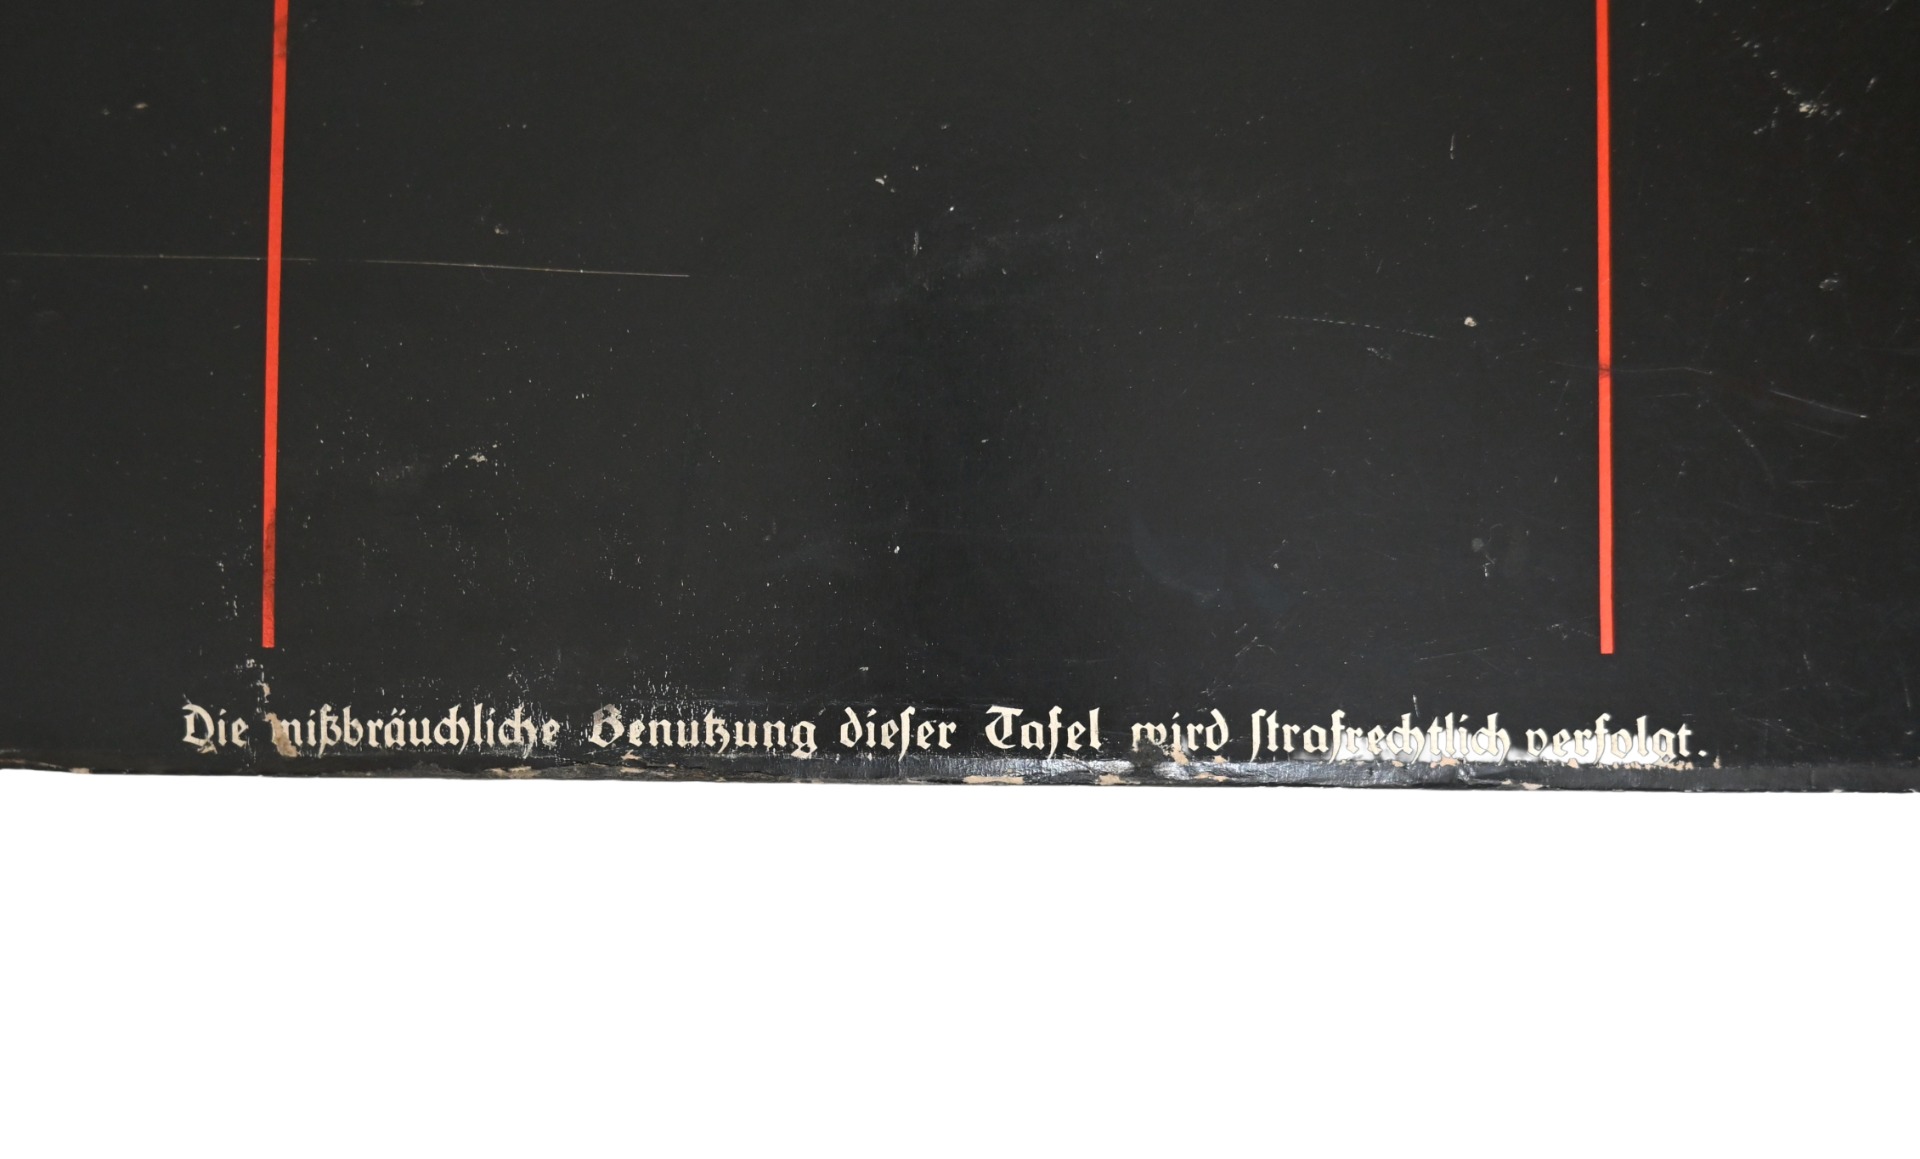 Die mißbräuchliche Benutzung dieſer Tafel wird ſtrafrechtlich verfolgt.